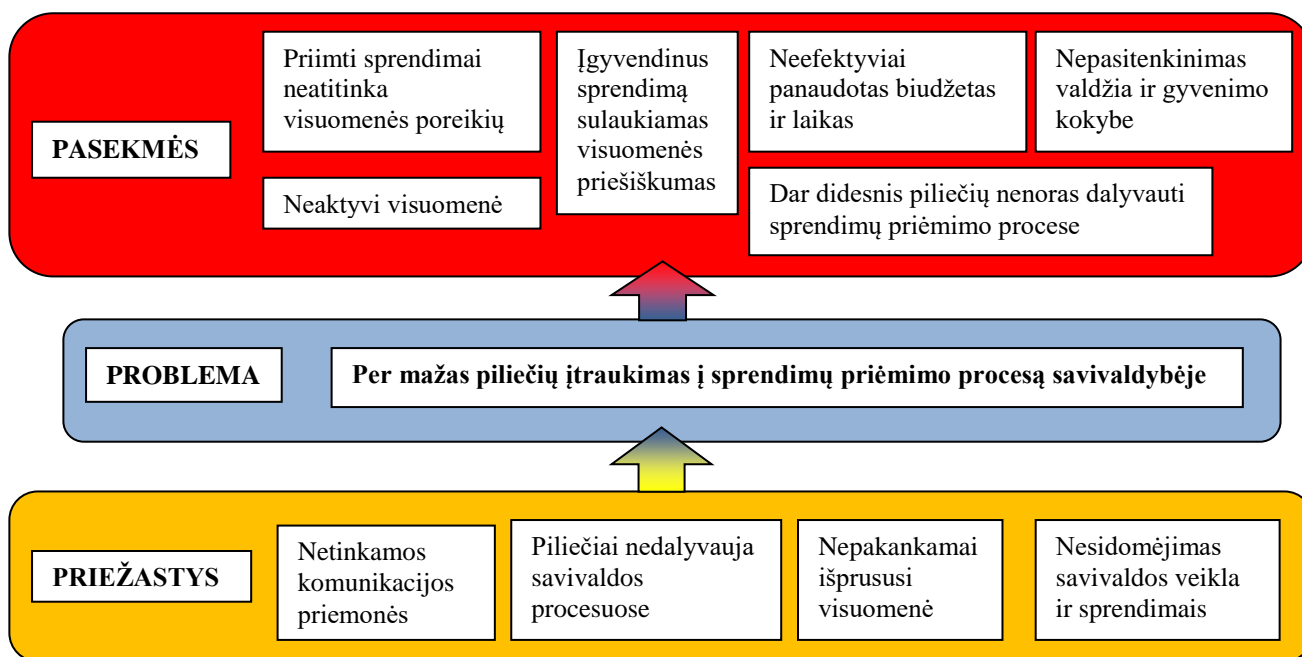 PASEKMĖS
Priimti sprendimai
neatitinka
visuomenės poreikių
Neaktyvi visuomenė
Įgyvendinus
sprendimą
sulaukiamas
visuomenės
priešiškumas
Neefektyviai
panaudotas biudžetas
ir laikas
Nepasitenkinimas
valdžia ir gyvenimo
kokybe
Dar didesnis piliečių nenoras dalyvauti
sprendimų priėmimo procese
PROBLEMA
Per mažas piliečių įtraukimas į sprendimų priėmimo procesą savivaldybėje
PRIEŽASTYS
Netinkamos
komunikacijos
priemonės
Piliečiai nedalyvauja
savivaldos
procesuose
Nepakankamai
išprususi
visuomenė
Nesidomėjimas
savivaldos veikla
ir sprendimais